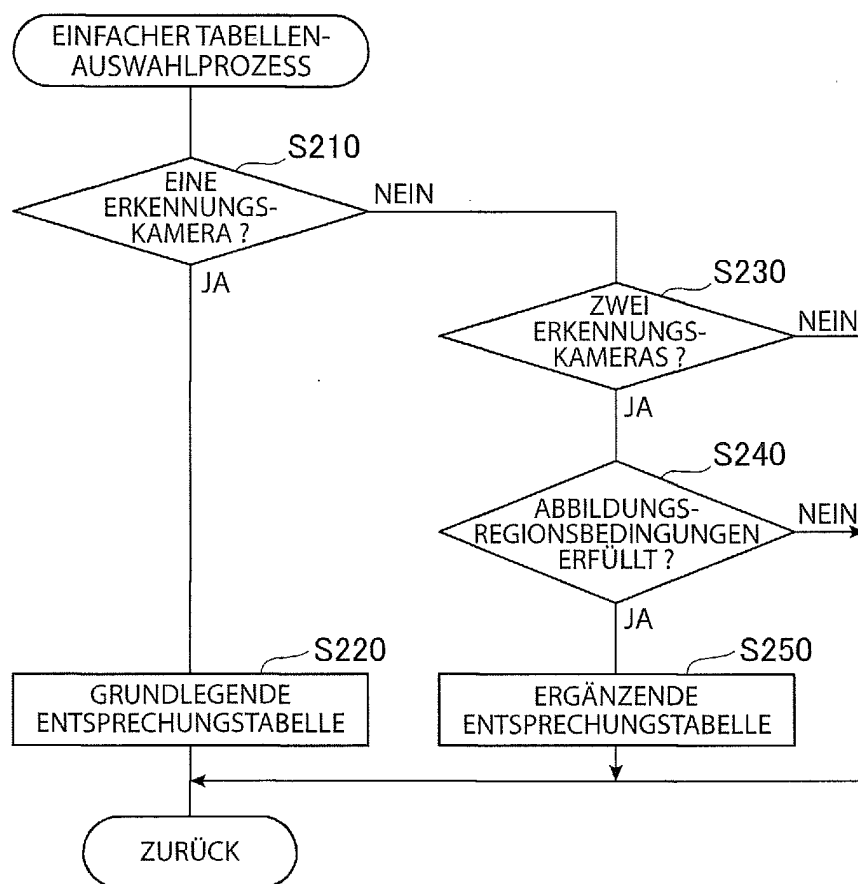 EINFACHER TABELLEN-
AUSWAHLPROZESS
S210
EINE
ERKENNUNGS-
KAMERA ?
NEIN
JA
S230
ZWEI
ERKENNUNGS-
KAMERAS ?
NEIN
JA
S240
ABBILDUNGS-
REGIONSBEDINGUNGEN
ERFÜLLT ?
NEIN
JA
S220
GRUNDLEGENDE
ENTSPRECHUNGSTABELLE
S250
ERGÄNZENDE
ENTSPRECHUNGSTABELLE
ZURÜCK